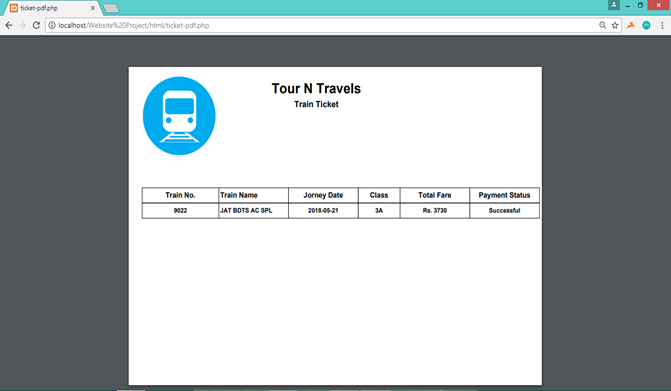 ticket-pdf.php
localhost/Website%20Project/html/ticket-pdf.php
Tour N Travels
Train Ticket
Train No. Train Name Jorney Date Class Total Fare Payment Status
9022 JAT BDTS AC SPL 2018-05-21 3A Rs. 3730 Successful